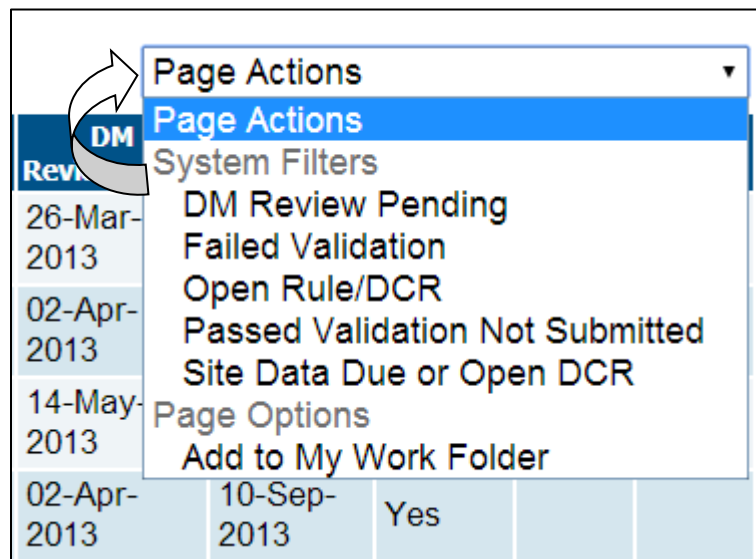 Page Actions
Page Actions
DM
System Filters
DM Review Pending
26-Mar-
2013
Failed Validation
Open Rule/DCR
02-Apr-
2013
Passed Validation Not Submitted
Site Data Due or Open DCR
14-May-
2013
Page Options
Add to My Work Folder
02-Apr-
2013
10-Sep-
2013
Yes